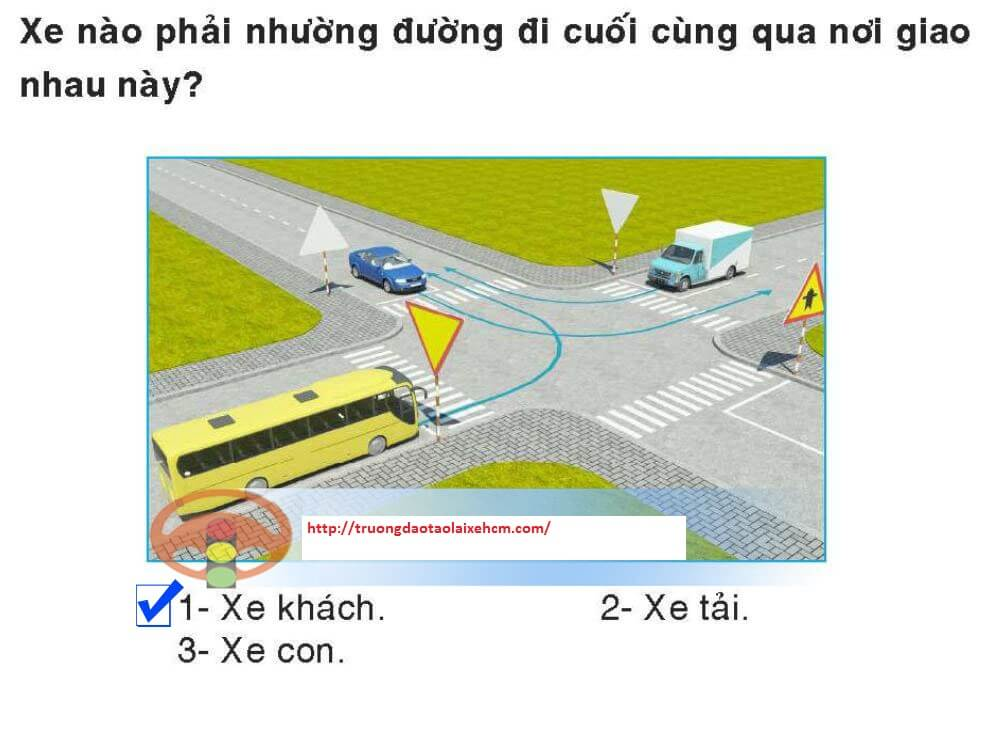 Xe nào phải nhường đường đi cuối cùng qua nơi giao
nhau này?
http://truongdaotaolaixehcm.com/
1- Xe khách.
2- Xe tải.
3- Xe con.